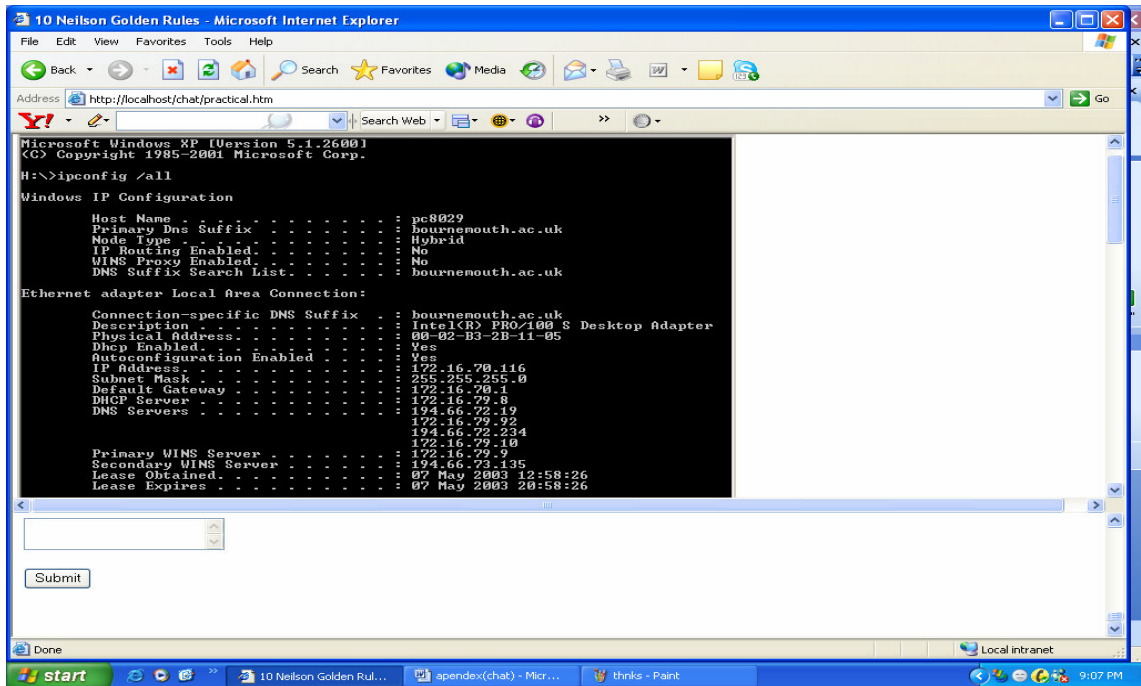 10 Neilson Golden Rules - Microsoft Internet Explorer
File Edit View Favorites Tools Help
Back Search Favorites Media
Address http://localhost/chat/practical.htm Go
Y! Search Web
Microsoft Windows XP [Version 5.1.2600]
(C) Copyright 1985-2001 Microsoft Corp.
H:\>ipconfig /all
Windows IP Configuration
Host Name . . . . . . . . . . . . : pc8029
Primary Dns Suffix . . . . . . . : bournemouth.ac.uk
Node Type . . . . . . . . . . . . : Hybrid
IP Routing Enabled. . . . . . . . : No
WINS Proxy Enabled. . . . . . . . : No
DNS Suffix Search List. . . . . . : bournemouth.ac.uk
Ethernet adapter Local Area Connection:
Connection-specific DNS Suffix . : bournemouth.ac.uk
Description . . . . . . . . . . . : Intel(R) PRO/100 S Desktop Adapter
Physical Address. . . . . . . . . : 00-02-B3-2B-11-05
Dhcp Enabled. . . . . . . . . . . : Yes
Autoconfiguration Enabled . . . . : Yes
IP Address. . . . . . . . . . . . : 172.16.70.116
Subnet Mask . . . . . . . . . . . : 255.255.255.0
Default Gateway . . . . . . . . . : 172.16.70.1
DHCP Server . . . . . . . . . . . : 172.16.79.8
DNS Servers . . . . . . . . . . . : 194.66.72.19
172.16.79.92
194.66.72.234
172.16.79.10
Primary WINS Server . . . . . . . : 172.16.79.9
Secondary WINS Server . . . . . . : 194.66.73.135
Lease Obtained. . . . . . . . . . : 07 May 2003 12:58:26
Lease Expires . . . . . . . . . . : 07 May 2003 20:58:26
Submit
Done Local intranet
start 10 Neilson Golden Rul... apendex(chat) - Micr... thnks - Paint 9:07 PM